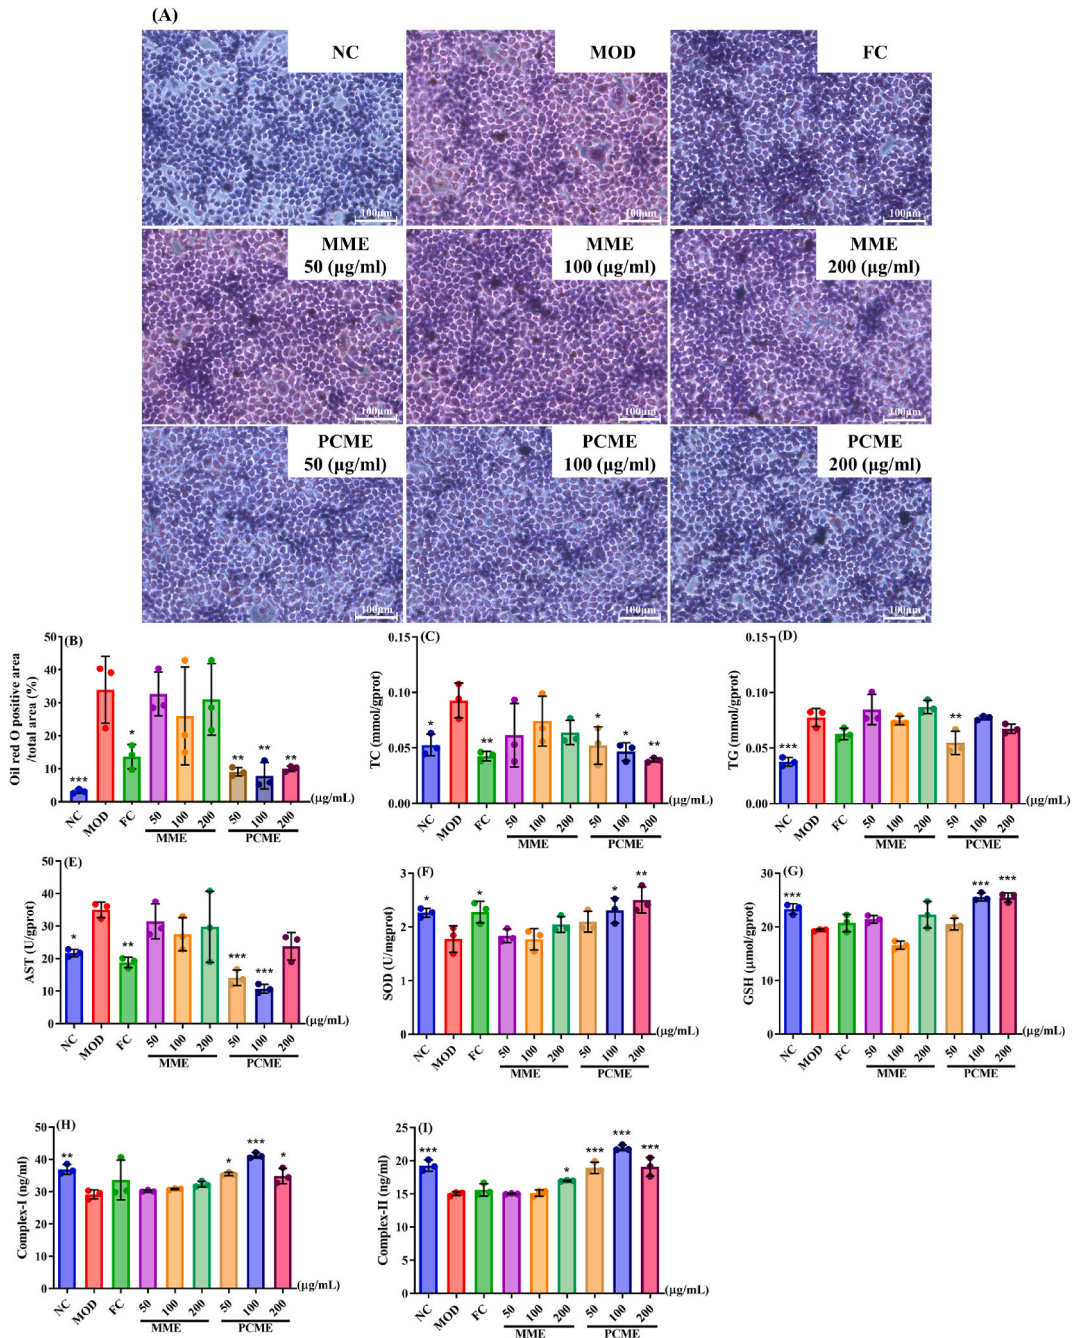 (A)
NC
MOD
FC
100μm
100μm
100μm
MME
50 (μg/ml)
MME
100 (μg/ml)
MME
200 (μg/ml)
100μm
100μm
100μm
PCME
50 (μg/ml)
PCME
100 (μg/ml)
PCME
200 (μg/ml)
100μm
100μm
100μm
(B)
Oil red O positive area
/total area (%)
50
40
30
20
10
0
***
*
**
**
**
NC
MOD
FC
50
100
200
50
100
200
(μg/mL)
MME
PCME
(C)
TC (mmol/gprot)
0.15
0.10
0.05
0.00
*
**
*
*
**
NC
MOD
FC
50
100
200
50
100
200
(μg/mL)
MME
PCME
(D)
TG (mmol/gprot)
0.15
0.10
0.05
0.00
***
**
NC
MOD
FC
50
100
200
50
100
200
(μg/mL)
MME
PCME
(E)
AST (U/gprot)
50
40
30
20
10
0
*
**
***
***
NC
MOD
FC
50
100
200
50
100
200
(μg/mL)
MME
PCME
(F)
SOD (U/mgprot)
3
2
1
0
*
*
*
**
NC
MOD
FC
50
100
200
50
100
200
(μg/mL)
MME
PCME
(G)
GSH (μmol/gprot)
30
20
10
0
***
***
***
NC
MOD
FC
50
100
200
50
100
200
(μg/mL)
MME
PCME
(H)
Complex-I (ng/ml)
50
40
30
20
10
0
**
*
***
*
NC
MOD
FC
50
100
200
50
100
200
(μg/mL)
MME
PCME
(I)
Complex-II (ng/ml)
25
20
15
10
5
0
***
*
***
***
***
NC
MOD
FC
50
100
200
50
100
200
(μg/mL)
MME
PCME